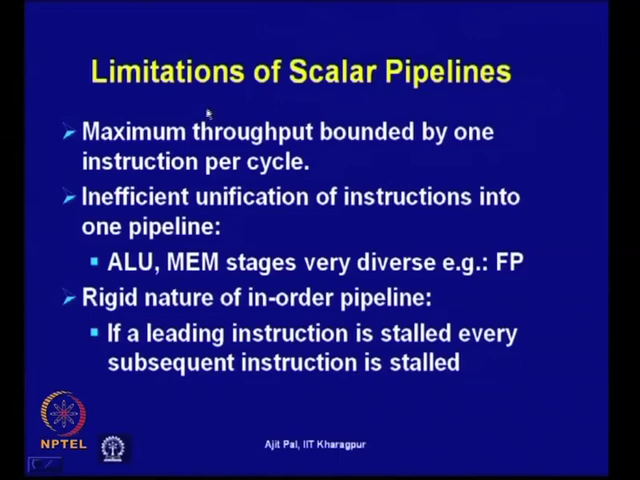 Limitations of Scalar Pipelines
Maximum throughput bounded by one
instruction per cycle.
Inefficient unification of instructions into
one pipeline:
ALU, MEM stages very diverse e.g.: FP
Rigid nature of in-order pipeline:
If a leading instruction is stalled every
subsequent instruction is stalled
NPTEL
Ajit Pal, IIT Kharagpur